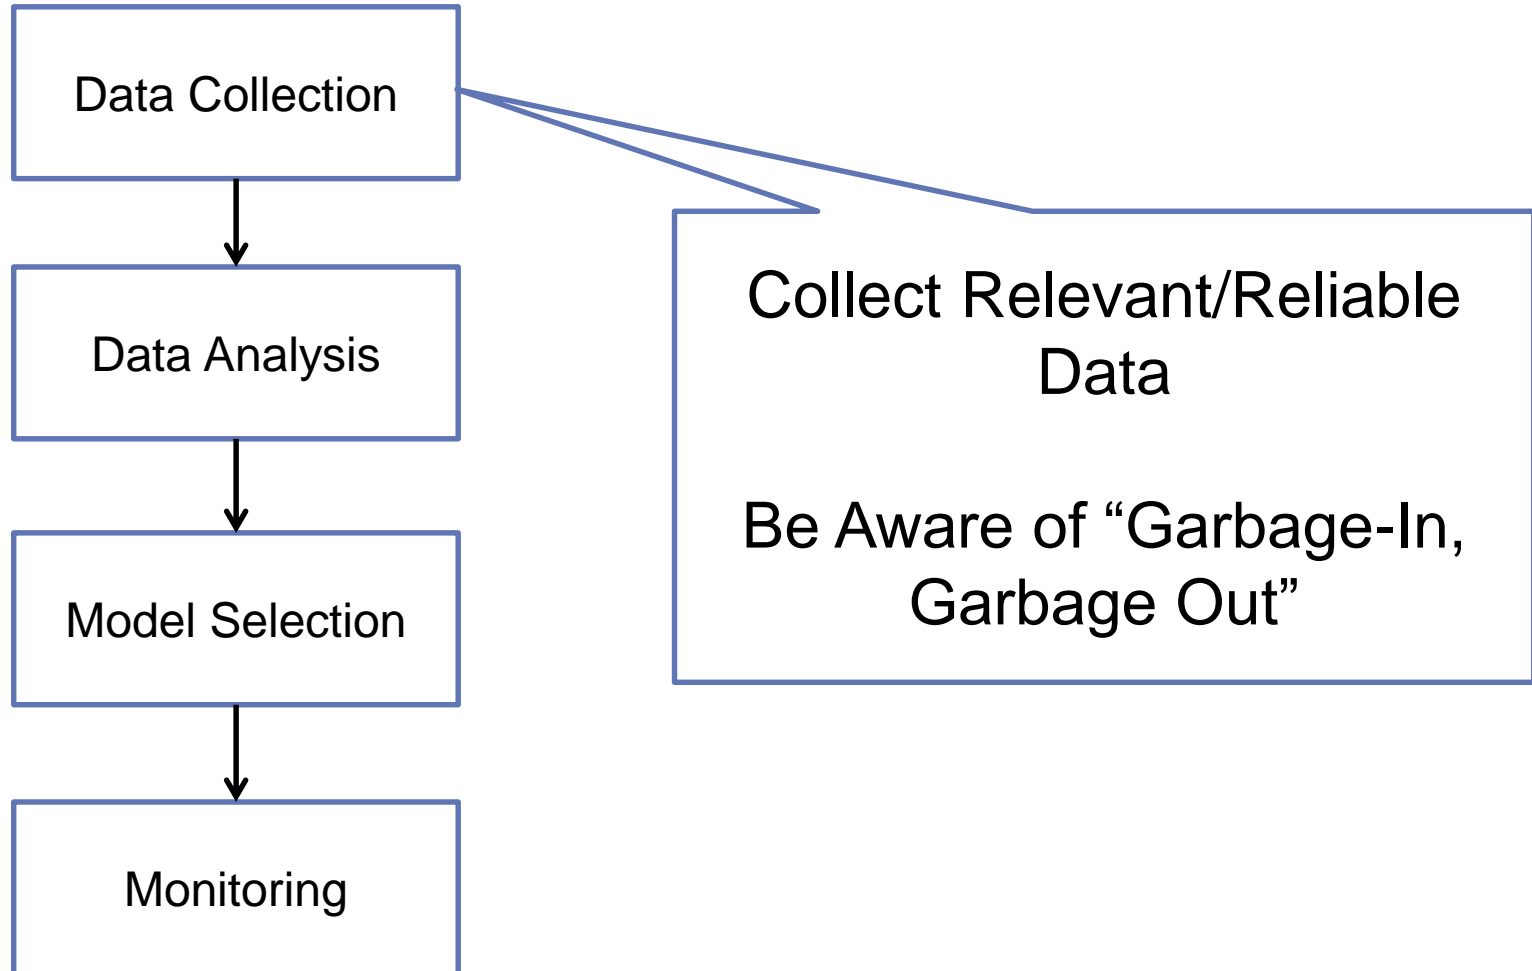 Data Collection
Data Analysis
Model Selection
Monitoring
Collect Relevant/Reliable
Data
Be Aware of “Garbage-In,
Garbage Out”